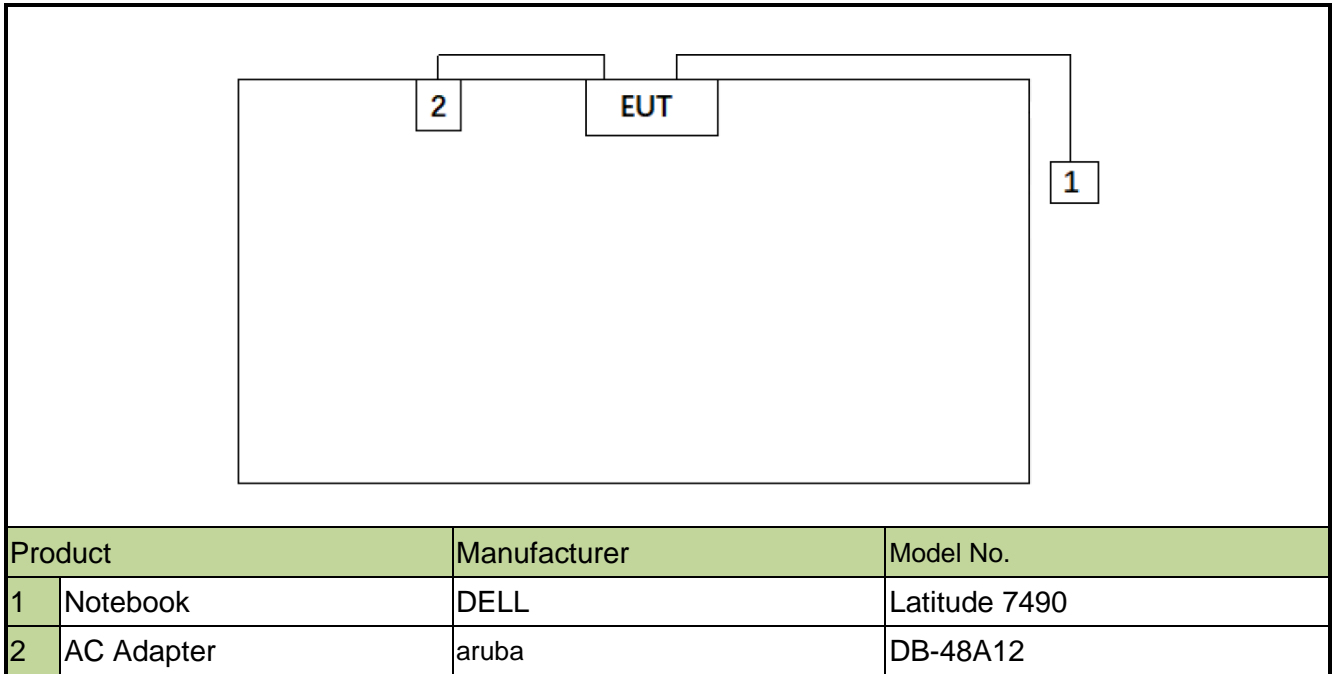 2 EUT
1
Product Manufacturer Model No.
1 Notebook DELL Latitude 7490
2 AC Adapter aruba DB-48A12